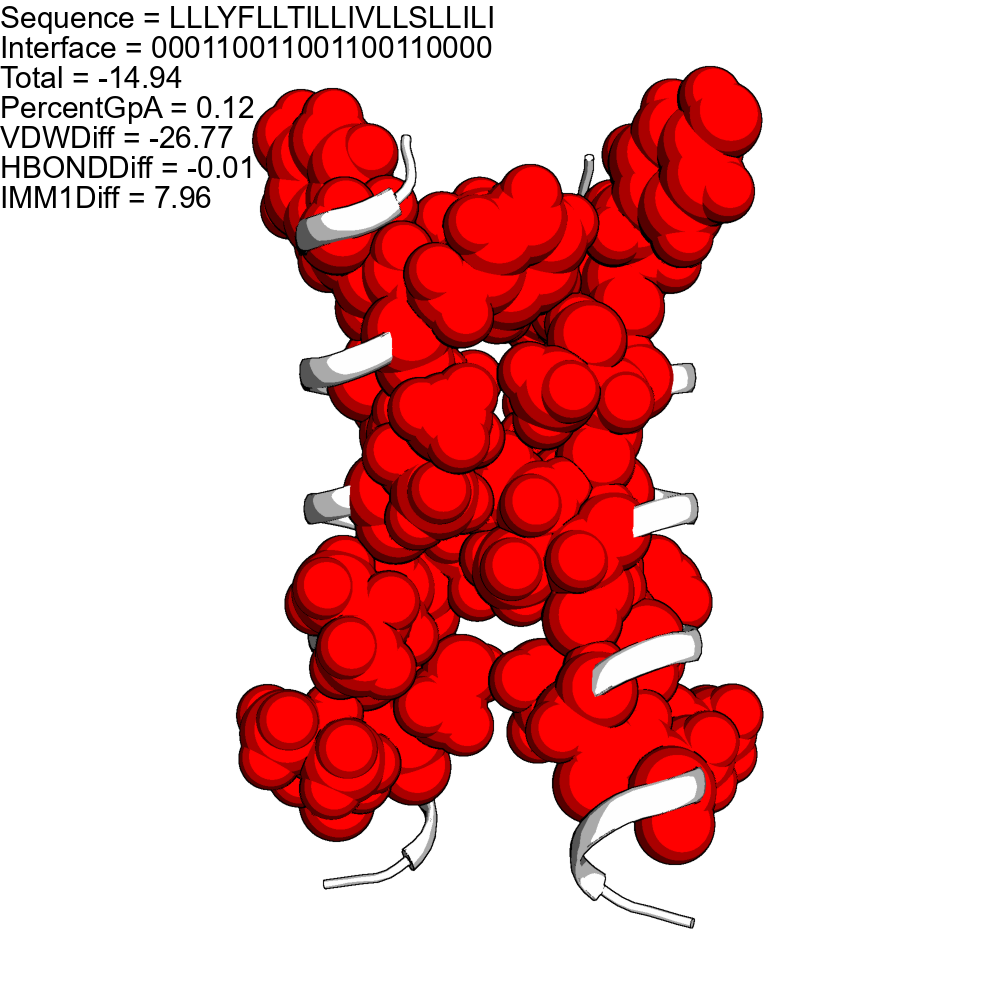 Sequence = LLLYFLLTILLIVLLSLLILI
Interface = 000110011001100110000
Total = -14.94
PercentGpA = 0.12
VDWDiff = -26.77
HBONDDiff = -0.01
IMM1Diff = 7.96